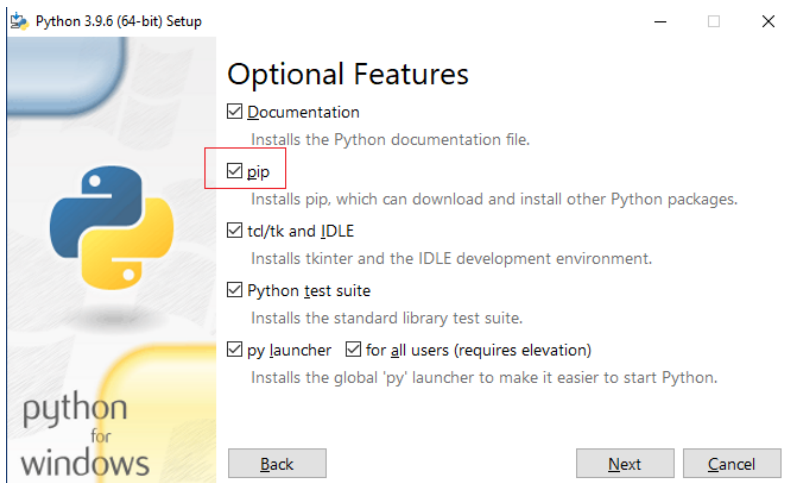 Python 3.9.6 (64-bit) Setup
Optional Features
Documentation
Installs the Python documentation file.
pip
Installs pip, which can download and install other Python packages.
tcl/tk and IDLE
Installs tkinter and the IDLE development environment.
Python test suite
Installs the standard library test suite.
py launcher for all users (requires elevation)
Installs the global 'py' launcher to make it easier to start Python.
python
for
windows
Back Next Cancel